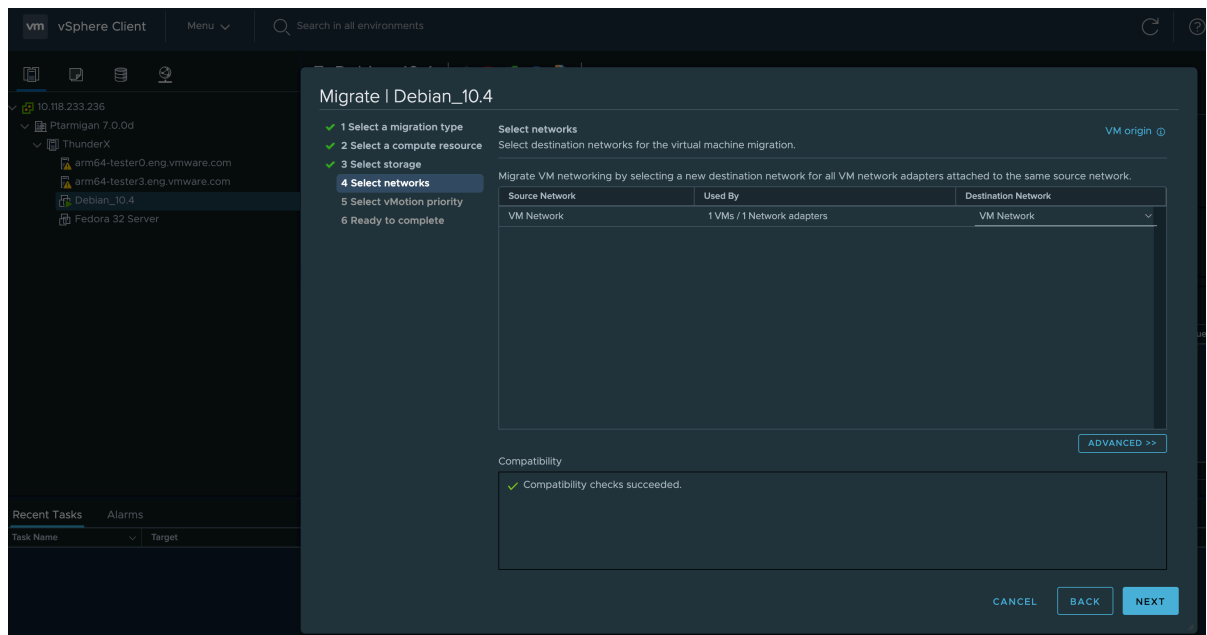 vm vSphere Client Menu Search in all environments
10.118.233.236
Ptarmigan 7.0.0d
ThunderX
arm64-tester0.eng.vmware.com
arm64-tester3.eng.vmware.com
Debian_10.4
Fedora 32 Server
Migrate | Debian_10.4
1 Select a migration type
2 Select a compute resource
3 Select storage
4 Select networks
5 Select vMotion priority
6 Ready to complete
Select networks
VM origin
Select destination networks for the virtual machine migration.
Migrate VM networking by selecting a new destination network for all VM network adapters attached to the same source network.
Source Network Used By Destination Network
VM Network 1 VMs / 1 Network adapters VM Network
ADVANCED >>
Compatibility
Compatibility checks succeeded.
CANCEL BACK NEXT
Recent Tasks Alarms
Task Name Target